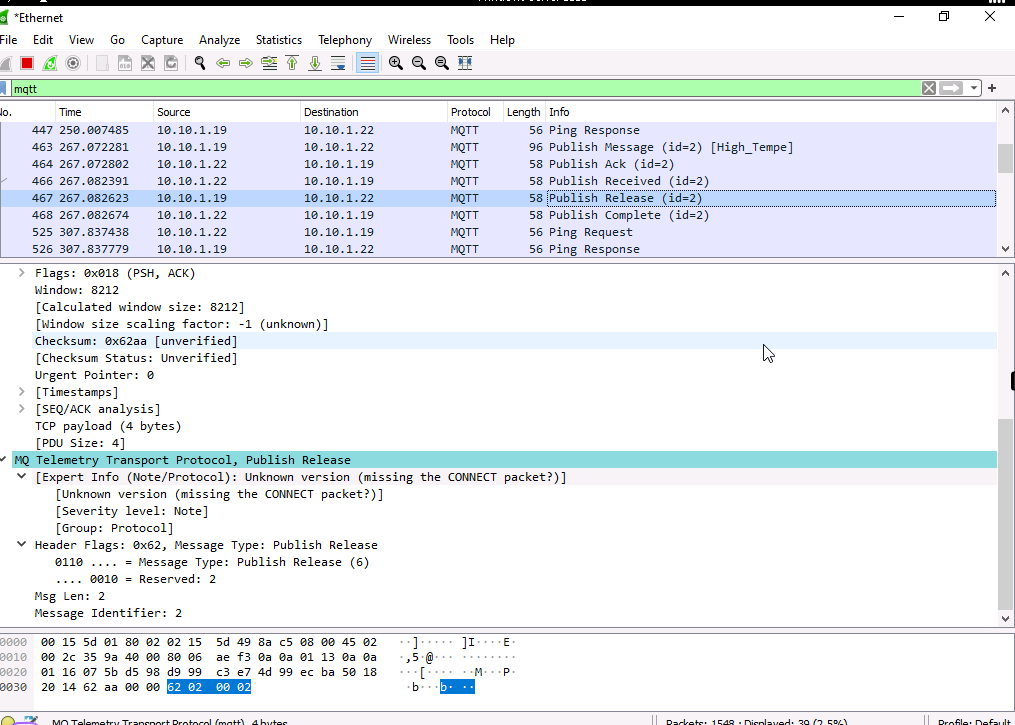 *Ethernet
File Edit View Go Capture Analyze Statistics Telephony Wireless Tools Help
mqtt
No. Time Source Destination Protocol Length Info
447 250.007485 10.10.1.19 10.10.1.22 MQTT 56 Ping Response
463 267.072281 10.10.1.19 10.10.1.22 MQTT 96 Publish Message (id=2) [High_Tempe]
464 267.072802 10.10.1.22 10.10.1.19 MQTT 58 Publish Ack (id=2)
466 267.082391 10.10.1.22 10.10.1.19 MQTT 58 Publish Received (id=2)
467 267.082623 10.10.1.19 10.10.1.22 MQTT 58 Publish Release (id=2)
468 267.082674 10.10.1.22 10.10.1.19 MQTT 58 Publish Complete (id=2)
525 307.837438 10.10.1.22 10.10.1.19 MQTT 56 Ping Request
526 307.837779 10.10.1.19 10.10.1.22 MQTT 56 Ping Response
Flags: 0x018 (PSH, ACK)
Window: 8212
[Calculated window size: 8212]
[Window size scaling factor: -1 (unknown)]
Checksum: 0x62aa [unverified]
[Checksum Status: Unverified]
Urgent Pointer: 0
[Timestamps]
[SEQ/ACK analysis]
TCP payload (4 bytes)
[PDU Size: 4]
MQ Telemetry Transport Protocol, Publish Release
[Expert Info (Note/Protocol): Unknown version (missing the CONNECT packet?)]
[Unknown version (missing the CONNECT packet?)]
[Severity level: Note]
[Group: Protocol]
Header Flags: 0x62, Message Type: Publish Release
0110 .... = Message Type: Publish Release (6)
.... 0010 = Reserved: 2
Msg Len: 2
Message Identifier: 2
0000 00 15 5d 01 80 02 02 15 5d 49 8a c5 08 00 45 02 ··]····· ]I····E·
0010 00 2c 35 9a 40 00 80 06 ae f3 0a 0a 01 13 0a 0a ·,5·@··· ········
0020 01 16 07 5b d5 98 d9 99 c3 e7 4d 99 ec ba 50 18 ···[···· ··M···P·
0030 20 14 62 aa 00 00 62 02 00 02 ·b···b· ··
MQ Telemetry Transport Protocol (mqtt), 4 bytes
Packets: 1548 · Displayed: 39 (2.5%)
Profile: Default